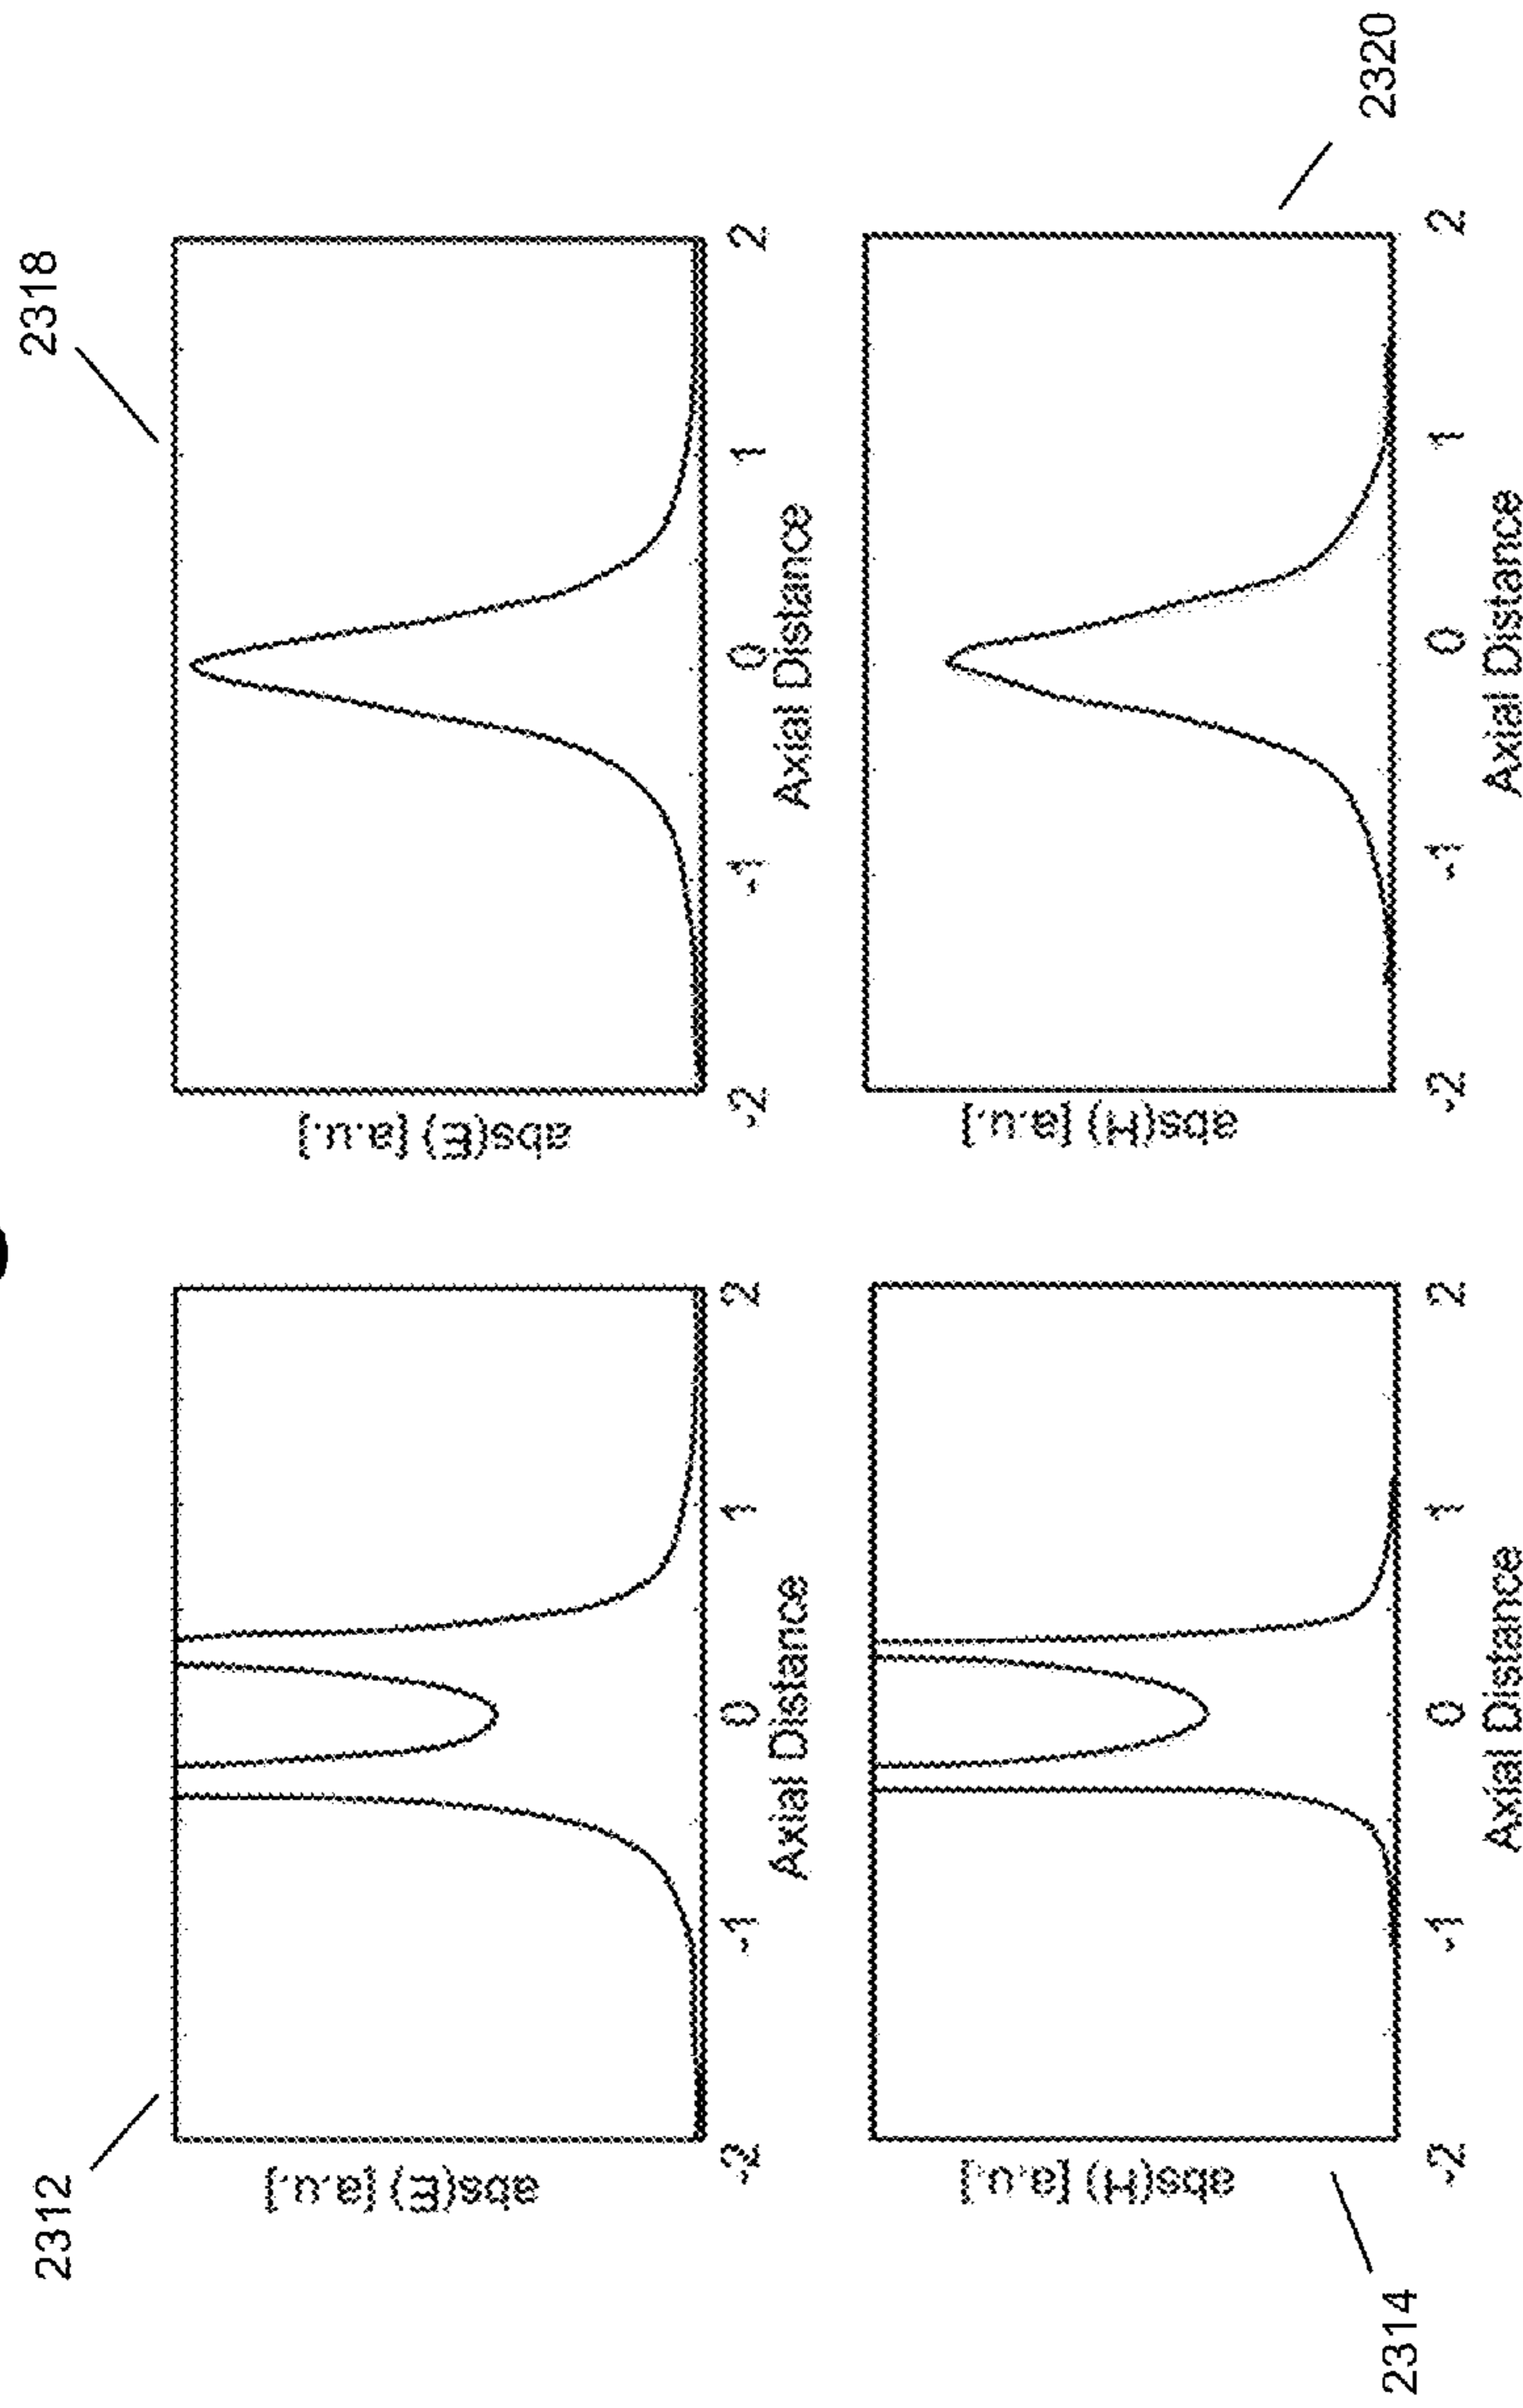 2312
abs(E) [a.u.]
-2 -1 0 1 2
Axial Distance
2318
abs(E) [a.u.]
-2 -1 0 1 2
Axial Distance
2314
abs(H) [a.u.]
-2 -1 0 1 2
Axial Distance
2320
abs(H) [a.u.]
-2 -1 0 1 2
Axial Distance